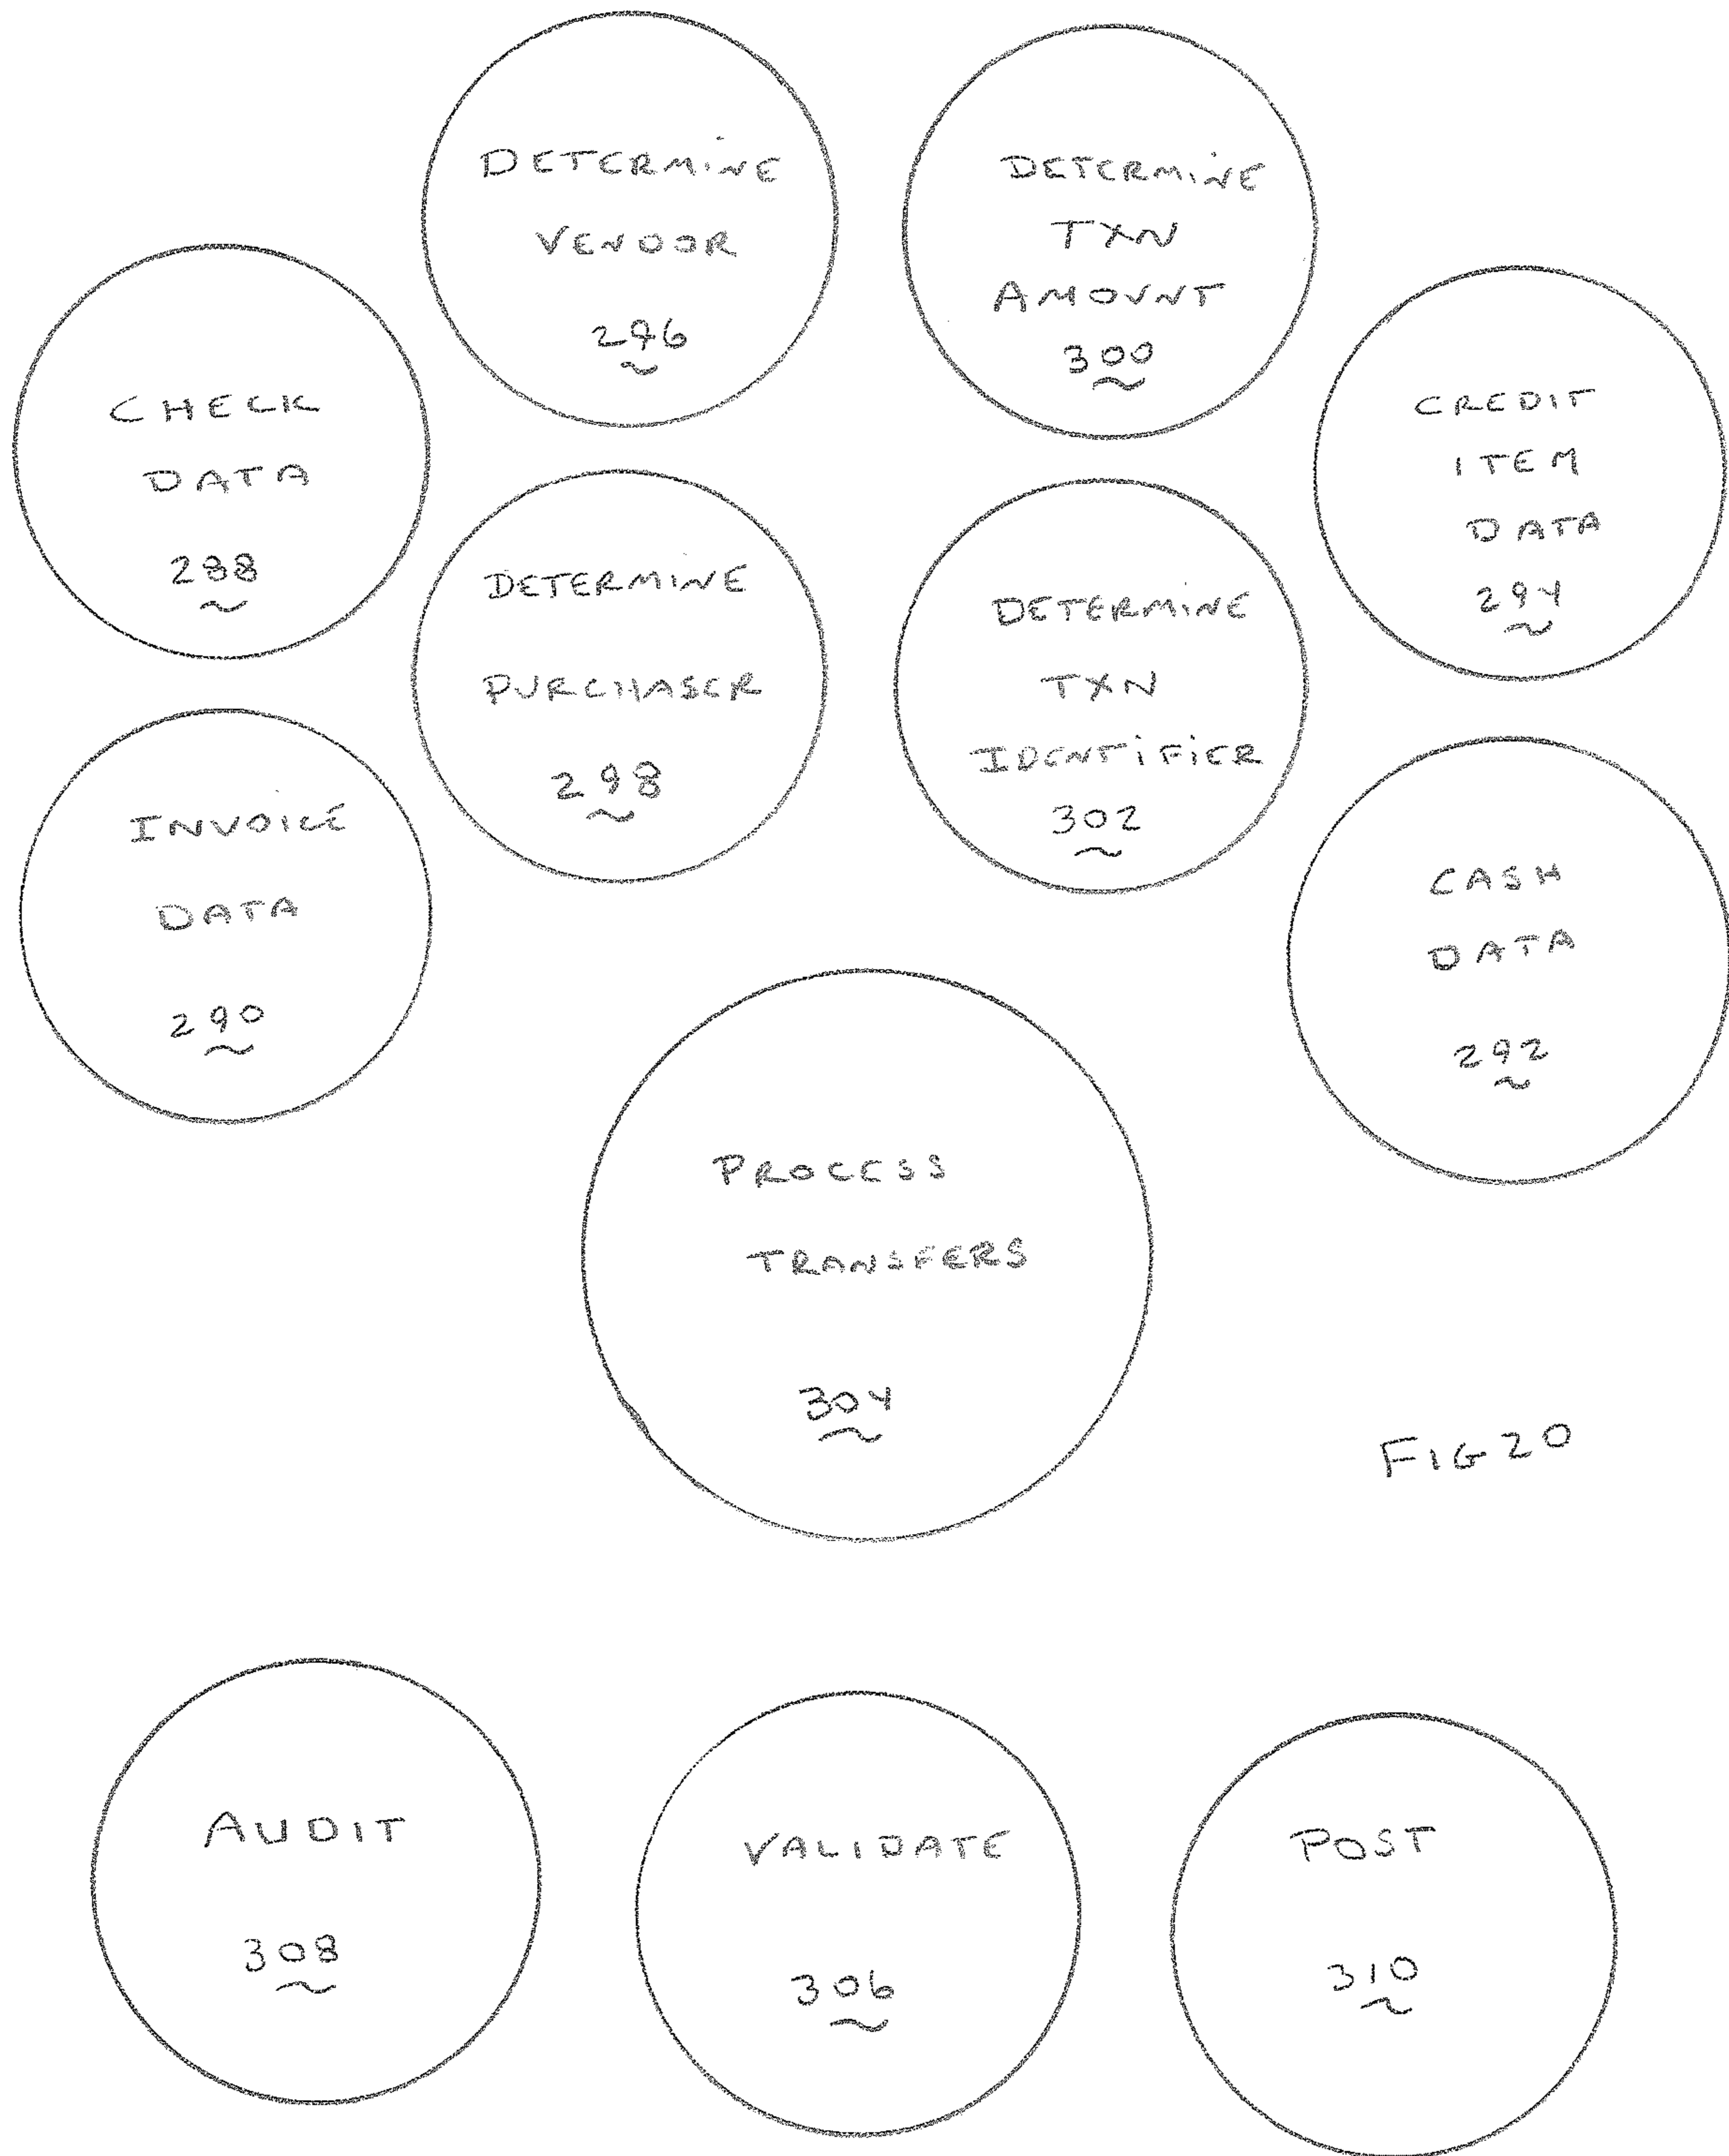 DETERMINE
VENDOR
296
DETERMINE
TXN
AMOUNT
300
CHECK
DATA
288
CREDIT
ITEM
DATA
294
DETERMINE
PURCHASER
298
DETERMINE
TXN
IDENTIFIER
302
INVOICE
DATA
290
CASH
DATA
292
PROCESS
TRANSFERS
304
FIG 20
AUDIT
308
VALIDATE
306
POST
310